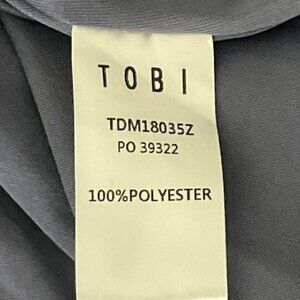 TOBI
TDM18035Z
PO 39322
100%POLYESTER